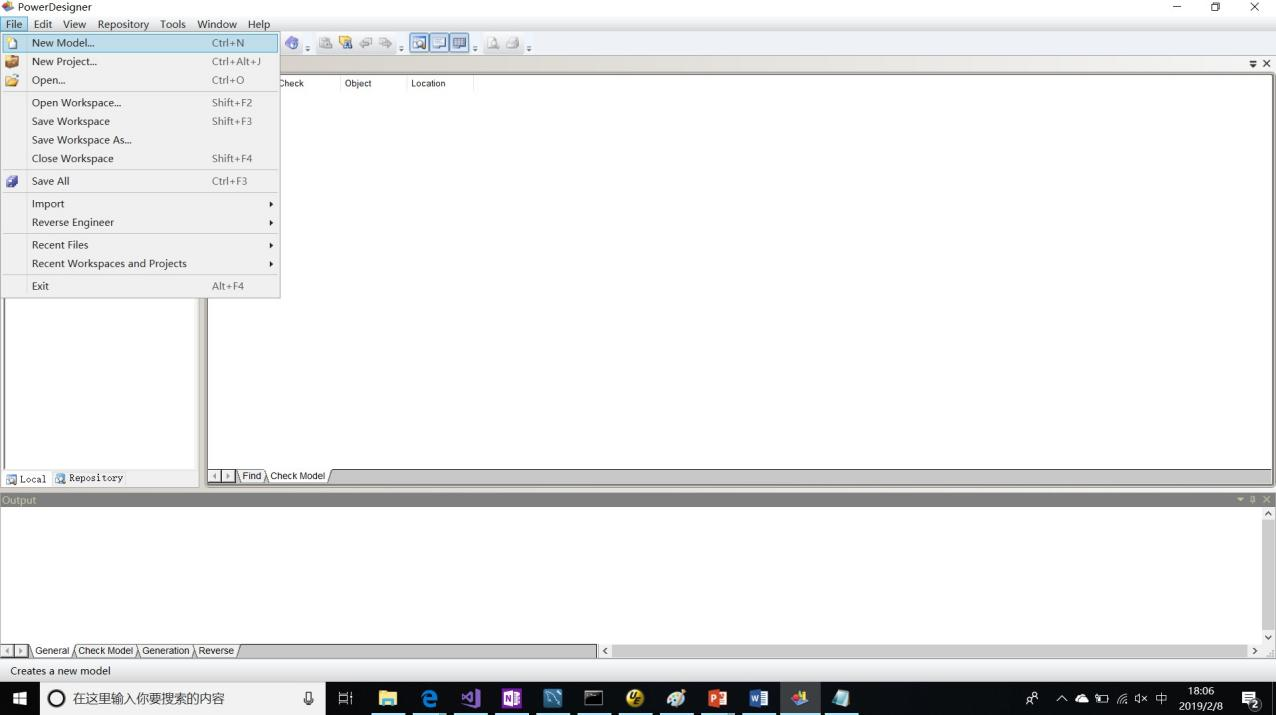 PowerDesigner
File Edit View Repository Tools Window Help
New Model... Ctrl+N
New Project... Ctrl+Alt+J
Open... Ctrl+O
Open Workspace... Shift+F2
Save Workspace Shift+F3
Save Workspace As...
Close Workspace Shift+F4
Save All Ctrl+F3
Import
Reverse Engineer
Recent Files
Recent Workspaces and Projects
Exit Alt+F4
Check Object Location
Local Repository
Find Check Model
Output
General Check Model Generation Reverse
Creates a new model
在这里输入你要搜索的内容
中
18:06
2019/2/8
2